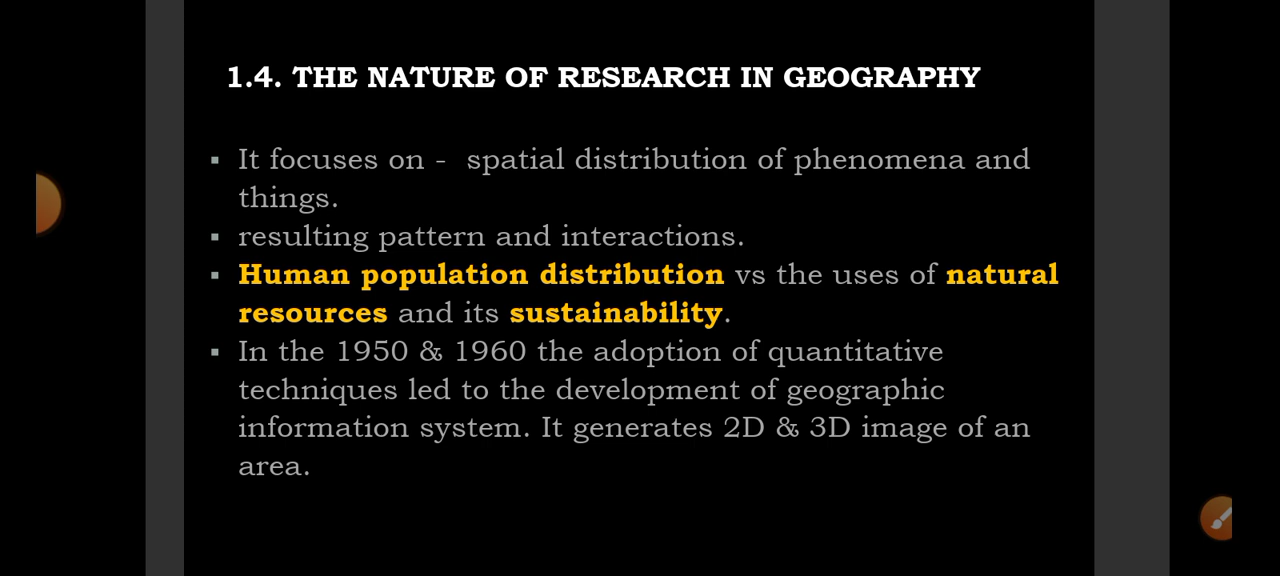 1.4. THE NATURE OF RESEARCH IN GEOGRAPHY
▪ It focuses on - spatial distribution of phenomena and
things.
▪ resulting pattern and interactions.
▪ Human population distribution vs the uses of natural
resources and its sustainability.
▪ In the 1950 & 1960 the adoption of quantitative
techniques led to the development of geographic
information system. It generates 2D & 3D image of an
area.